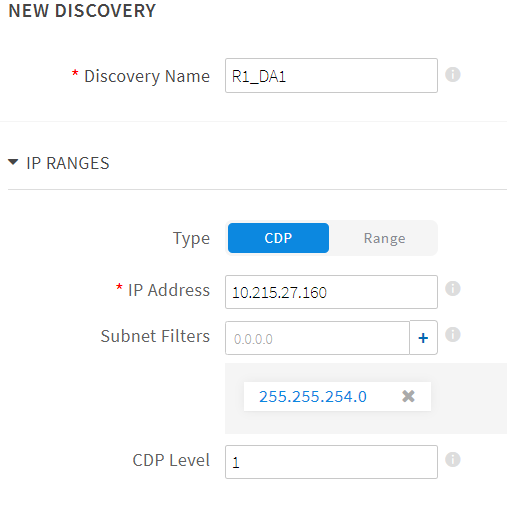 NEW DISCOVERY
* Discovery Name R1_DA1
IP RANGES
Type CDP Range
* IP Address 10.215.27.160
Subnet Filters 0.0.0.0 +
255.255.254.0
CDP Level 1